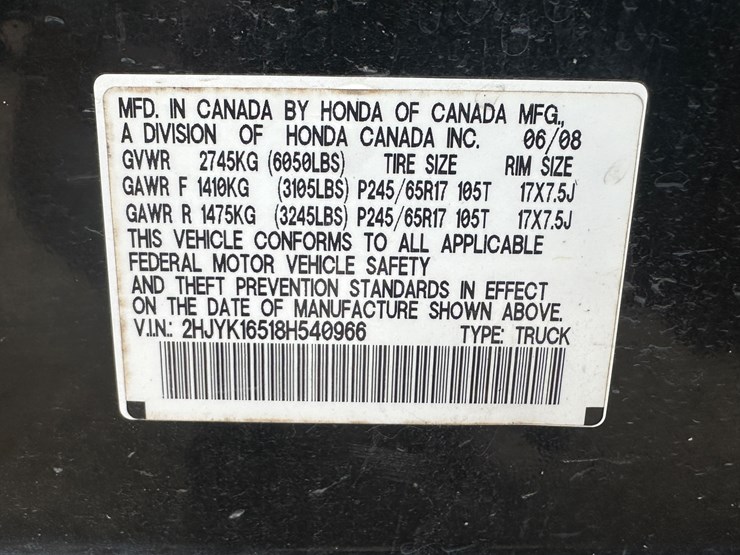 MFD. IN CANADA BY HONDA OF CANADA MFG.,
A DIVISION OF HONDA CANADA INC. 06/08
GVWR 2745KG (6050LBS) TIRE SIZE RIM SIZE
GAWR F 1410KG (3105LBS) P245/65R17 105T 17X7.5J
GAWR R 1475KG (3245LBS) P245/65R17 105T 17X7.5J
THIS VEHICLE CONFORMS TO ALL APPLICABLE
FEDERAL MOTOR VEHICLE SAFETY
AND THEFT PREVENTION STANDARDS IN EFFECT
ON THE DATE OF MANUFACTURE SHOWN ABOVE.
V.I.N.: 2HJYK16518H540966 TYPE: TRUCK